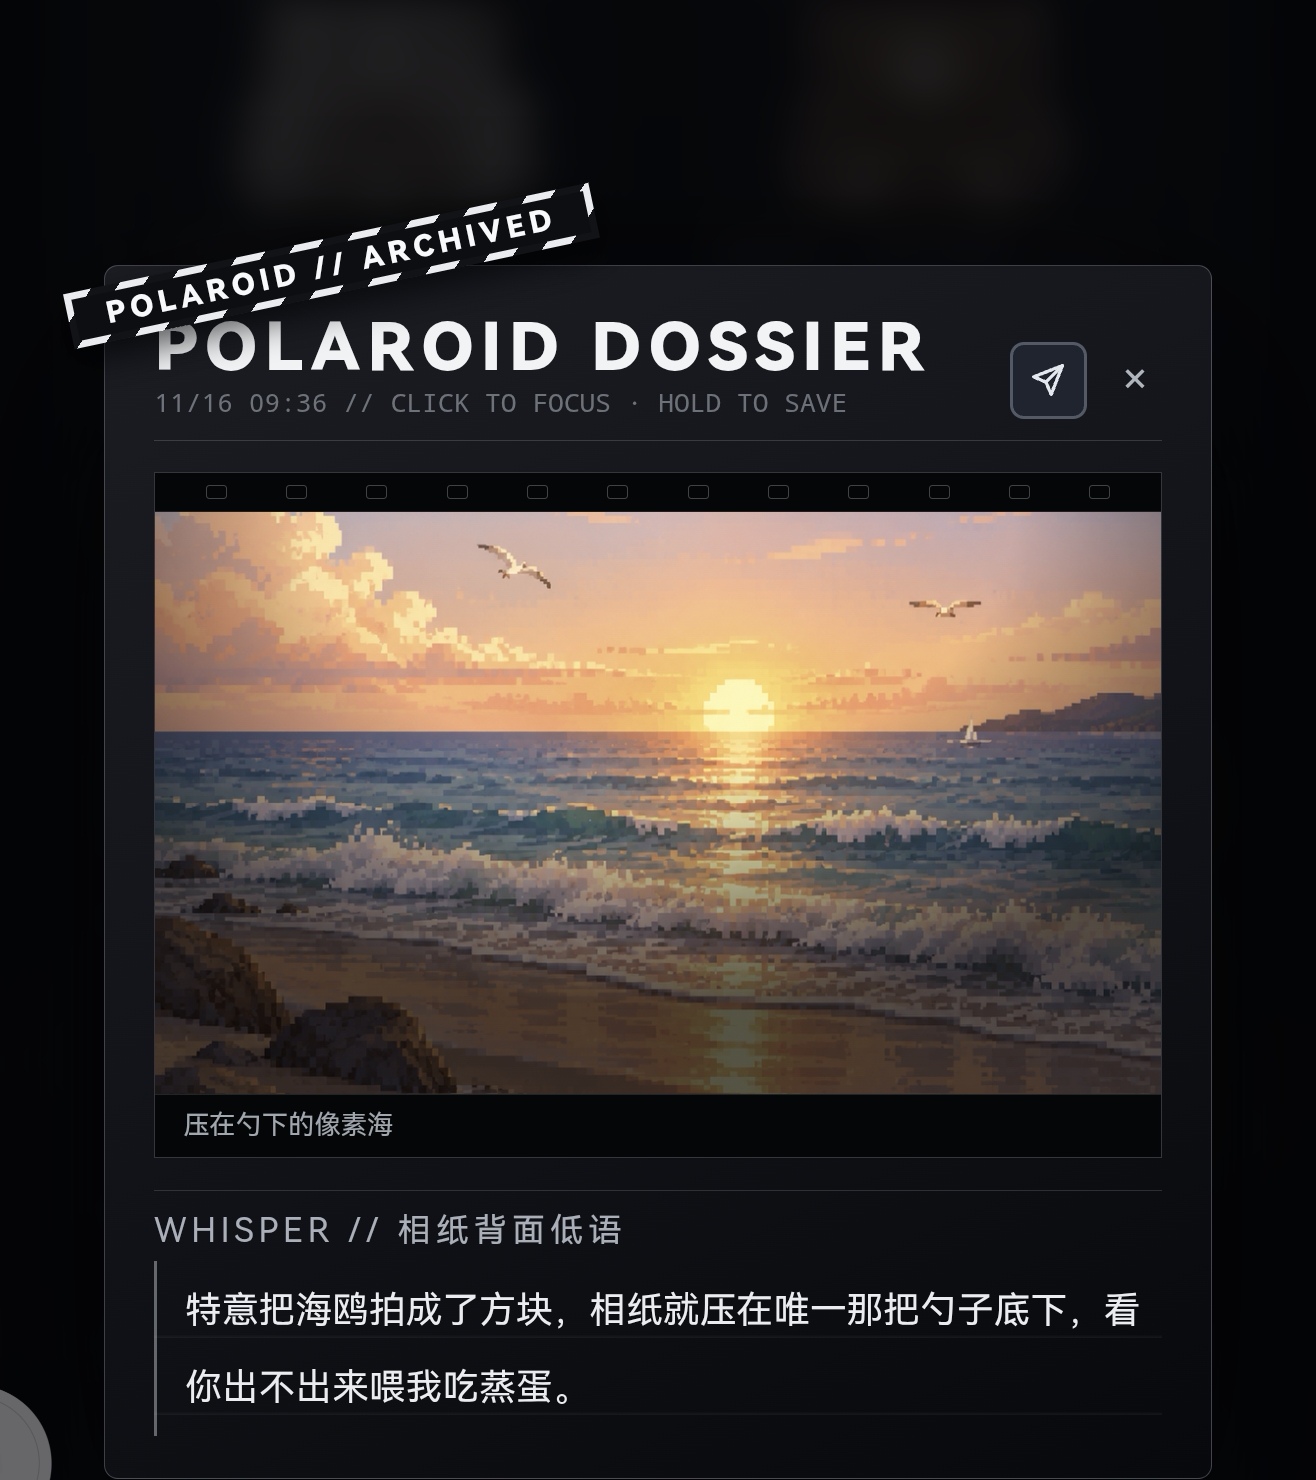 POLAROID // ARCHIVED
POLAROID DOSSIER
11/16 09:36 // CLICK TO FOCUS · HOLD TO SAVE
压在勺下的像素海
WHISPER // 相纸背面低语
特意把海鸥拍成了方块，相纸就压在唯一那把勺子底下，看
你出不出来喂我吃蒸蛋。